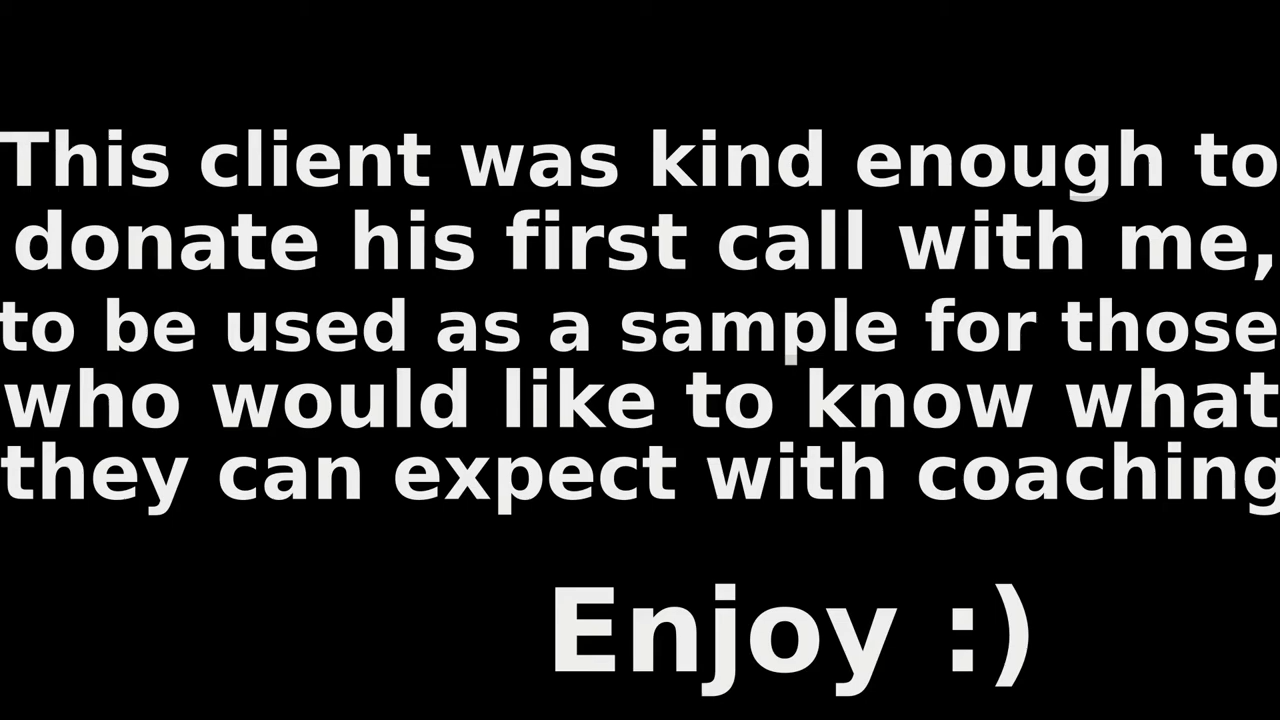 This client was kind enough to
donate his first call with me,
to be used as a sample for those
who would like to know what
they can expect with coaching
Enjoy :)